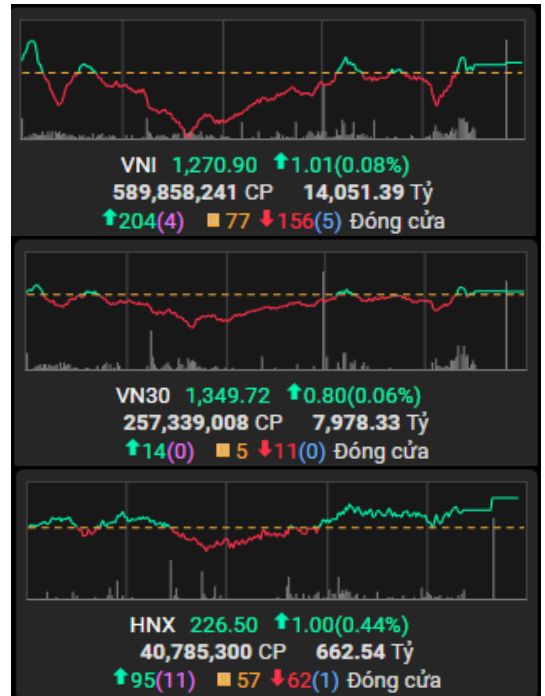 VNI 1,270.90 ⬆1.01(0.08%)
589,858,241 CP 14,051.39 Tỷ
⬆204(4) ■77 ⬇156(5) Đóng cửa
VN30 1,349.72 ⬆0.80(0.06%)
257,339,008 CP 7,978.33 Tỷ
⬆14(0) ■5 ⬇11(0) Đóng cửa
HNX 226.50 ⬆1.00(0.44%)
40,785,300 CP 662.54 Tỷ
⬆95(11) ■57 ⬇62(1) Đóng cửa